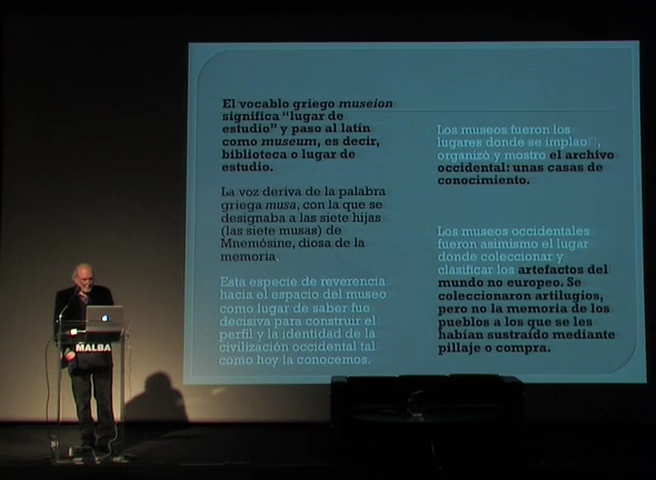 El vocablo griego museion
significa "lugar de
estudio" y paso al latín
como museum, es decir,
biblioteca o lugar de
estudio.
La voz deriva de la palabra
griega musa, con la que se
designaba a las siete hijas
(las siete musas) de
Mnemósine, diosa de la
memoria.
Esta especie de reverencia
hacia el espacio del museo
como lugar de saber fue
decisiva para construir el
perfil y la identidad de la
civilización occidental tal
como hoy la conocemos.
Los museos fueron los
lugares donde se implao□,
organizó y mostro el archivo
occidental: unas casas de
conocimiento.
Los museos occidentales
fueron asimismo el lugar
donde coleccionar y
clasificar los artefactos del
mundo no europeo. Se
coleccionaron artilugios,
pero no la memoria de los
pueblos a los que se les
habían sustraído mediante
pillaje o compra.
MALBA